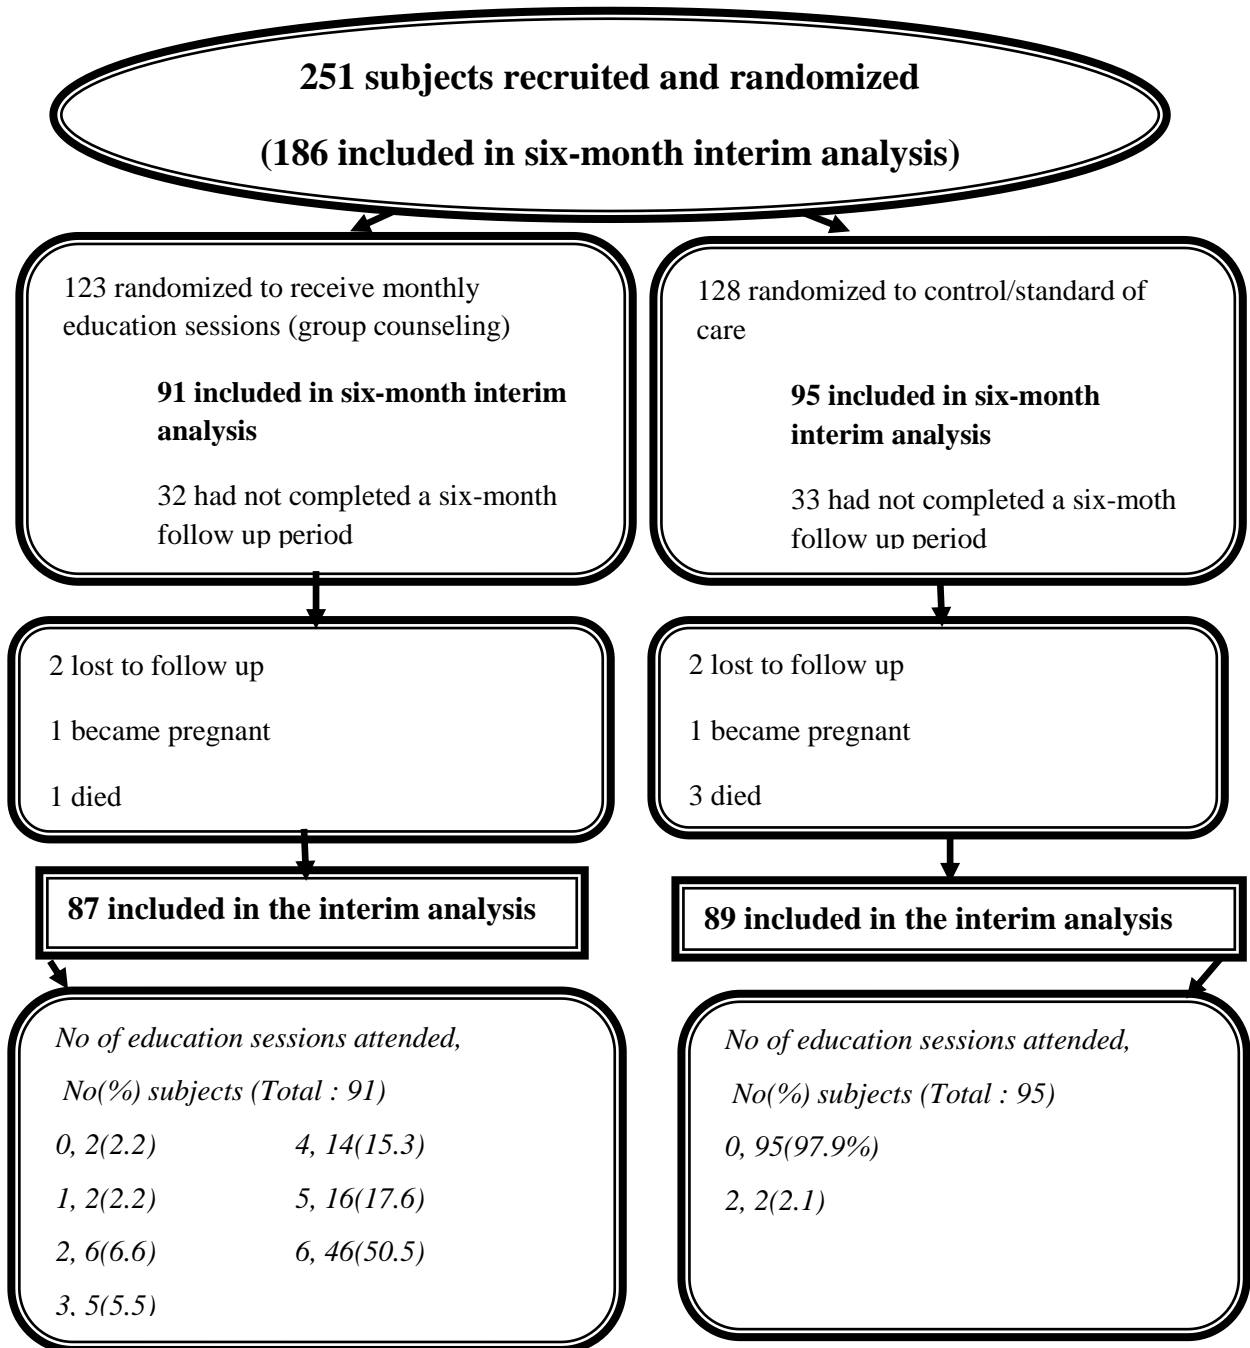 251 subjects recruited and randomized
(186 included in six-month interim analysis)
123 randomized to receive monthly
education sessions (group counseling)
91 included in six-month interim
analysis
32 had not completed a six-month
follow up period
128 randomized to control/standard of
care
95 included in six-month
interim analysis
33 had not completed a six-moth
follow up period
2 lost to follow up
1 became pregnant
1 died
2 lost to follow up
1 became pregnant
3 died
87 included in the interim analysis
89 included in the interim analysis
No of education sessions attended,
No(%) subjects (Total : 91)
0, 2(2.2) 4, 14(15.3)
1, 2(2.2) 5, 16(17.6)
2, 6(6.6) 6, 46(50.5)
3, 5(5.5)
No of education sessions attended,
No(%) subjects (Total : 95)
0, 95(97.9%)
2, 2(2.1)